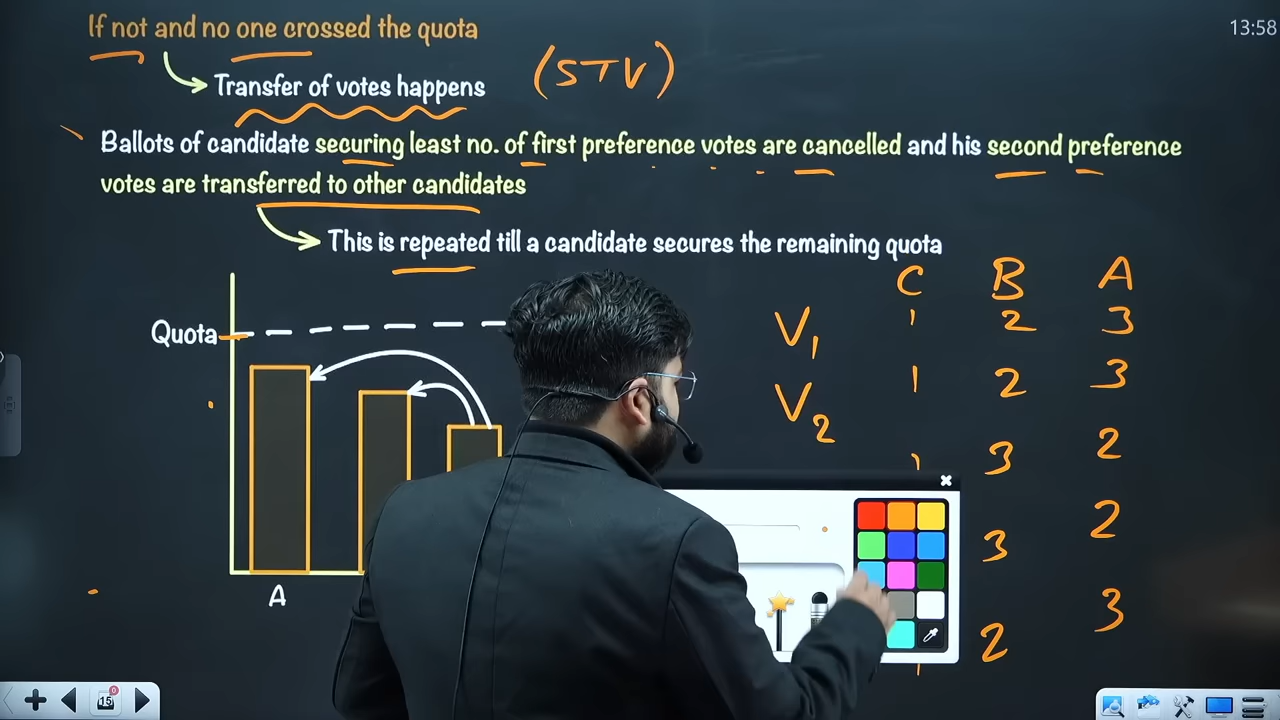 13:58
If not and no one crossed the quota
Transfer of votes happens (STV)
Ballots of candidate securing least no. of first preference votes are cancelled and his second preference
votes are transferred to other candidates
This is repeated till a candidate secures the remaining quota
C B A
Quota
V1 1 2 3
V2 1 2 3
1 3 2
3 2
2 3
A
15
0